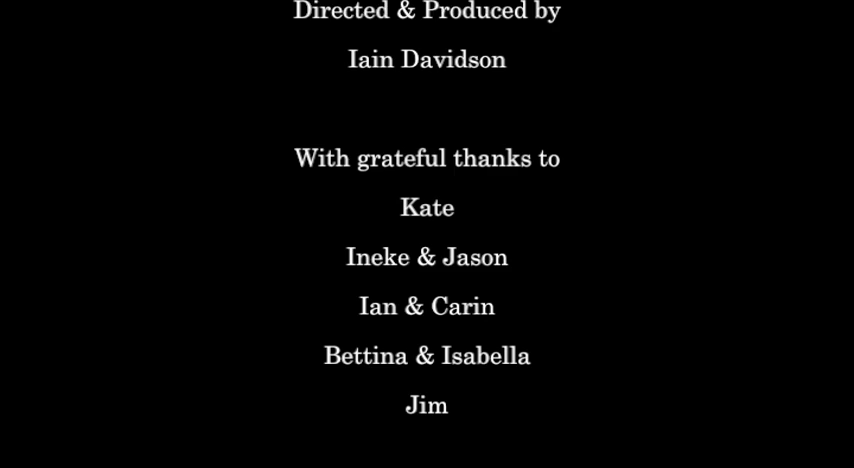 Directed & Produced by
Iain Davidson
With grateful thanks to
Kate
Ineke & Jason
Ian & Carin
Bettina & Isabella
Jim